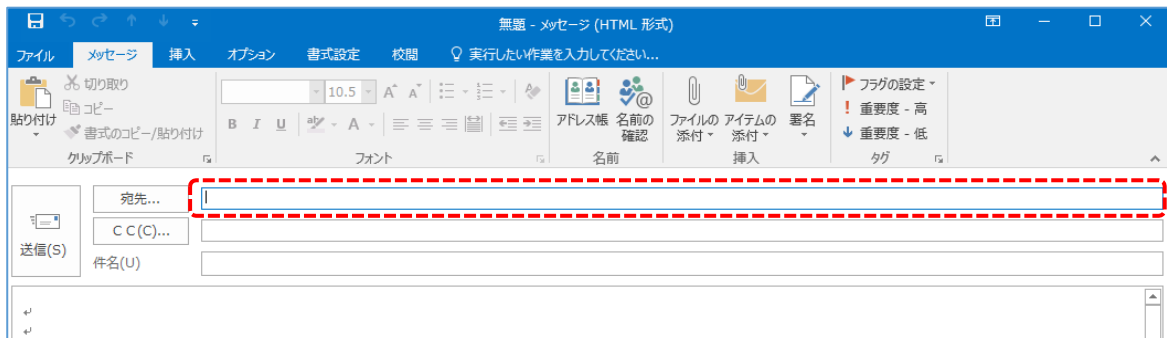 無題 - メッセージ (HTML 形式)
ファイル メッセージ 挿入 オプション 書式設定 校閲 実行したい作業を入力してください...
貼り付け
切り取り
コピー
書式のコピー/貼り付け
クリップボード
10.5 A A
B I U ab A
フォント
アドレス帳
名前の
確認
名前
ファイルの
添付
アイテムの
添付
署名
挿入
フラグの設定
! 重要度 - 高
重要度 - 低
タグ
送信(S)
宛先...
C C(C)...
件名(U)